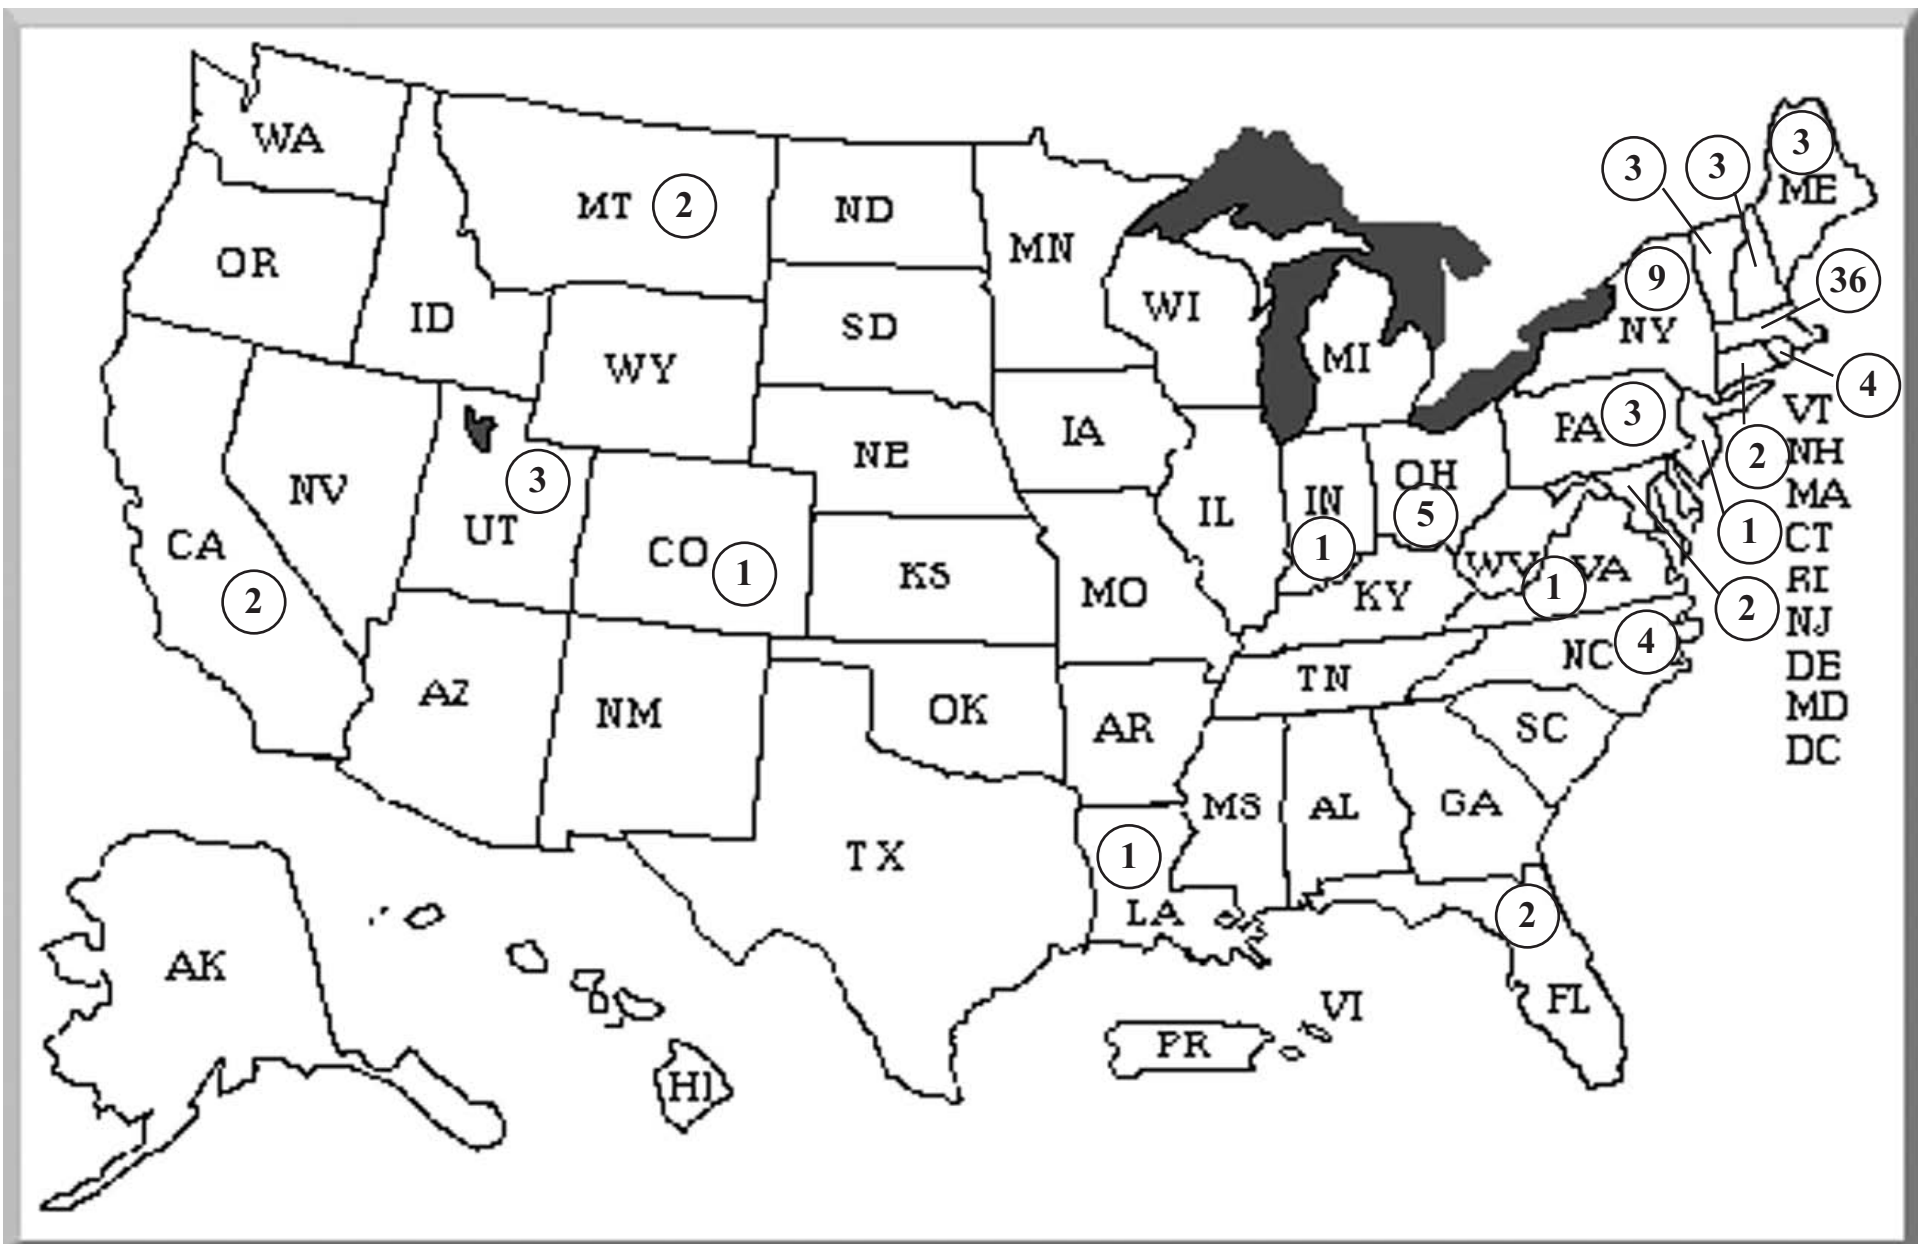 WA
MT 2
ND
MN
3
3
3
ME
OR
ID
SD
WI
MI
9
NY
36
WY
4
IA
NE
PA 3
VT
2
NH
NV
3
UT
IL
IN
1
OH
5
MA
1
CT
CA
2
CO 1
KS
MO
KY
WV
1
VA
RI
2
NJ
AZ
NM
OK
AR
TN
NC 4
DE
MD
DC
SC
MS
AL
GA
TX
1
LA
2
AK
FL
VI
PR
HI